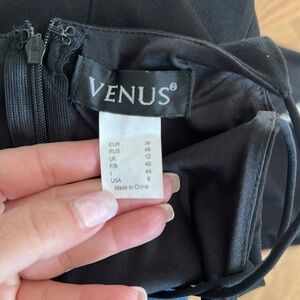 VENUS
EUR 38
RUS 46
UK 12
F/B 40
I 44
USA 8
Made in China